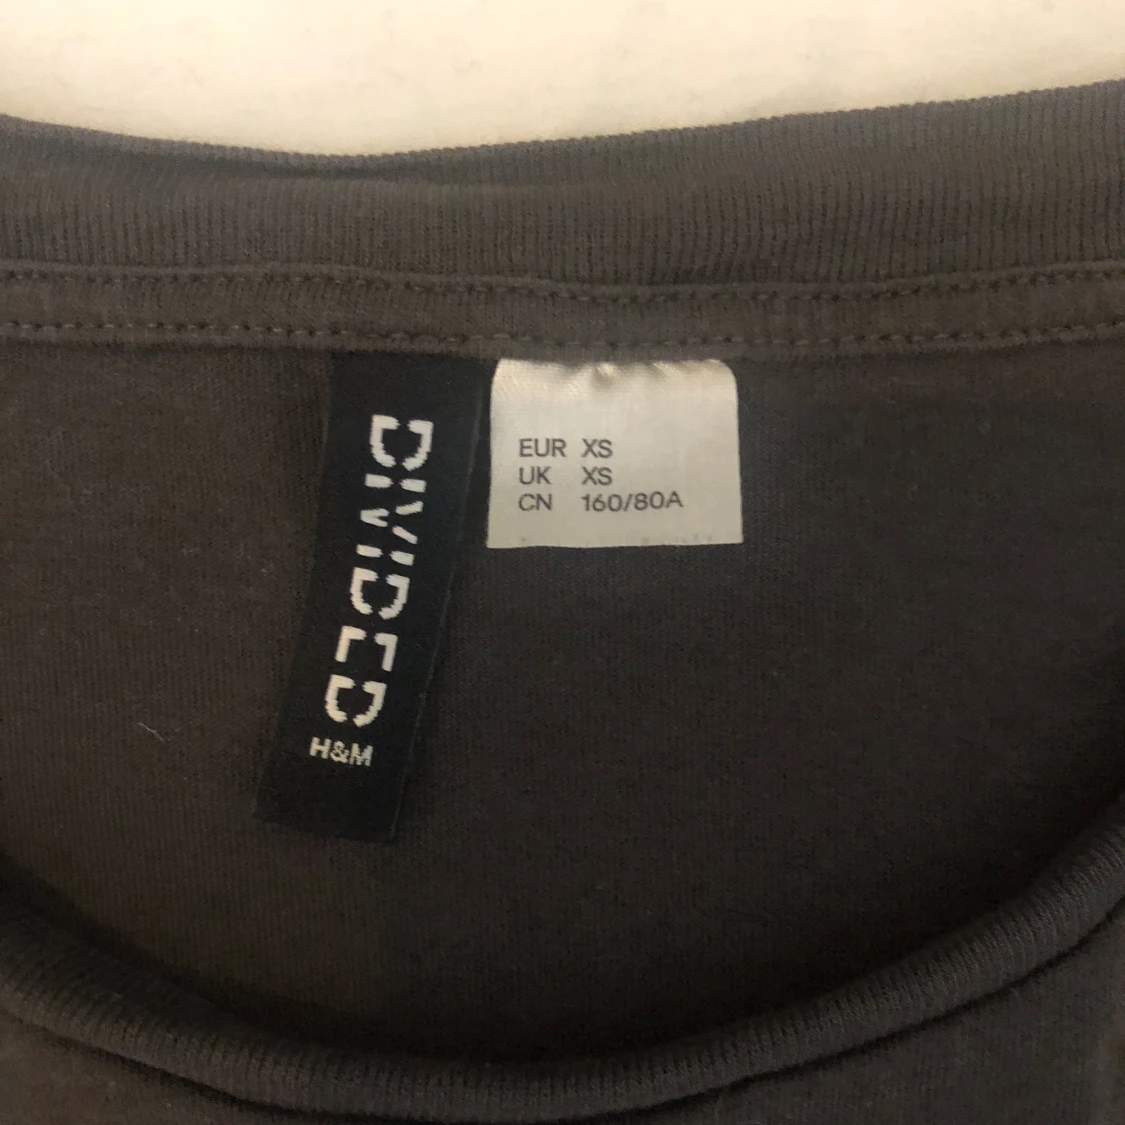 DIVIDED
H&M
EUR XS
UK XS
CN 160/80A